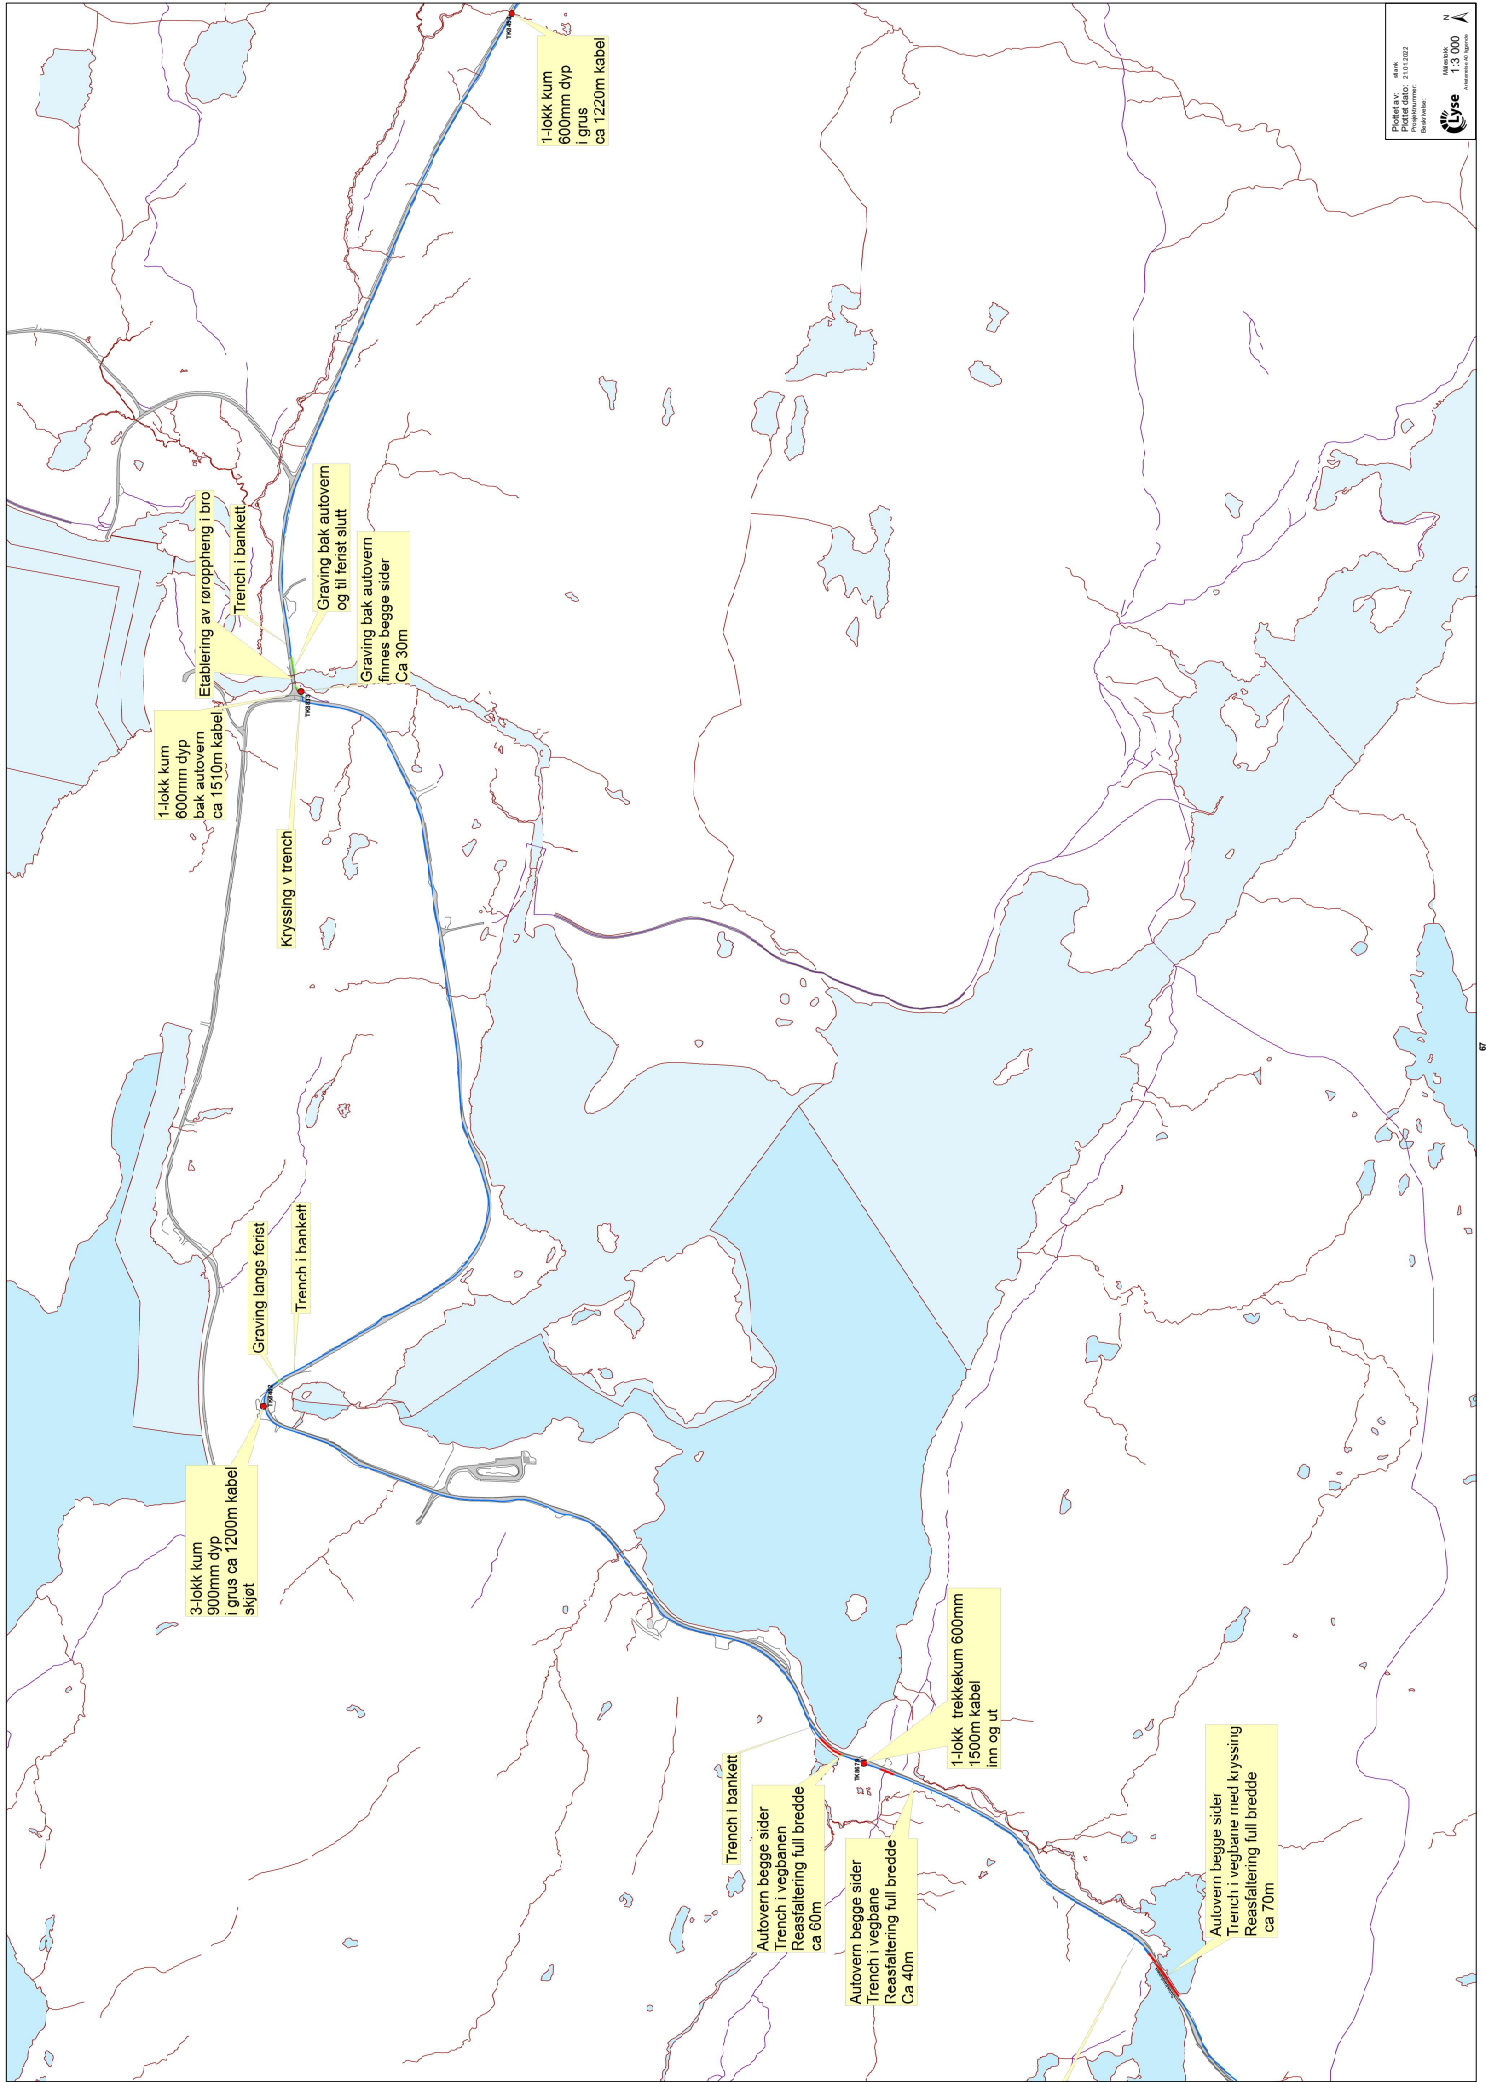 3-lokk kum
900mm dyp
i grus ca 1200m kabel
skjøt
Graving langs ferist
Trench i bankett
1-lokk kum
600mm dyp
bak autovern
ca 1510m kabel
Kryssing v trench
Etablering av røroppheng i bro
Trench i bankett
Graving bak autovern
og til ferist slutt
Graving bak autovern
finnes begge sider
Ca 30m
1-lokk kum
600mm dyp
i grus
ca 1220m kabel
Trench i bankett
Autovern begge sider
Trench i vegbanen
Reasfaltering full bredde
ca 60m
Autovern begge sider
Trench i vegbane
Reasfaltering full bredde
Ca 40m
1-lokk trekkekum 600mm
1500m kabel
inn og ut
Autovern begge sider
Trench i vegbane med kryssing
Reasfaltering full bredde
ca 70m
Plottet av:
Plottet dato: 21.01.2022
Prosjektnummer:
Beskrivelse:
Lyse
Målestokk
1:3 000
N
67